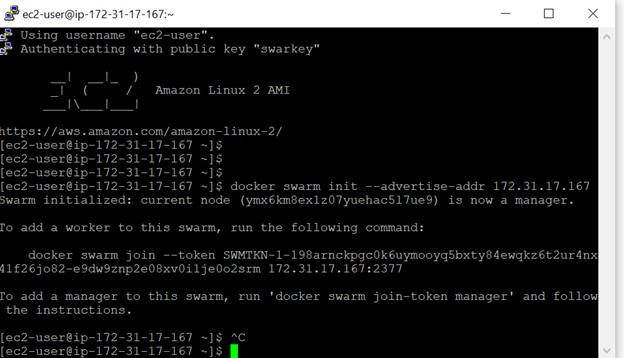 ec2-user@ip-172-31-17-167:~
Using username "ec2-user".
Authenticating with public key "swarkey"
__|  __|_  )
_|  (     /   Amazon Linux 2 AMI
___|\___|___|
https://aws.amazon.com/amazon-linux-2/
[ec2-user@ip-172-31-17-167 ~]$
[ec2-user@ip-172-31-17-167 ~]$
[ec2-user@ip-172-31-17-167 ~]$
[ec2-user@ip-172-31-17-167 ~]$ docker swarm init --advertise-addr 172.31.17.167
Swarm initialized: current node (ymx6km8ex1z07yuehac517ue9) is now a manager.
To add a worker to this swarm, run the following command:
docker swarm join --token SWMTKN-1-198arnckpgc0k6uymooyq5bxty84ewqkz6t2ur4nx
41f26jo82-e9dw9znp2e08xv0i1je0o2srm 172.31.17.167:2377
To add a manager to this swarm, run 'docker swarm join-token manager' and follow
the instructions.
[ec2-user@ip-172-31-17-167 ~]$ ^C
[ec2-user@ip-172-31-17-167 ~]$